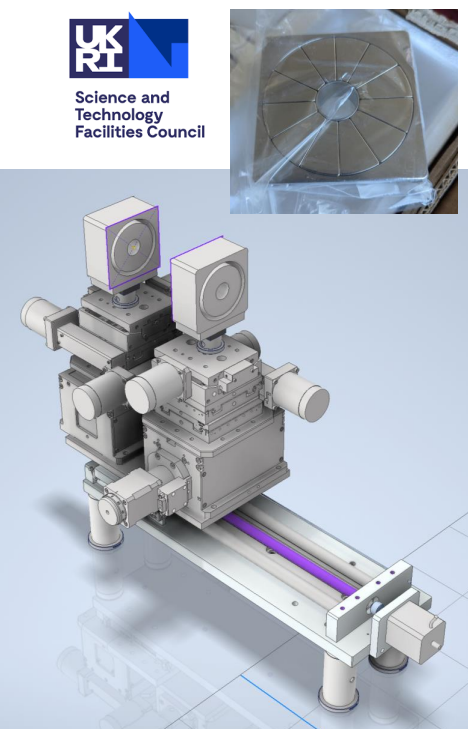 UK
RI
Science and
Technology
Facilities Council